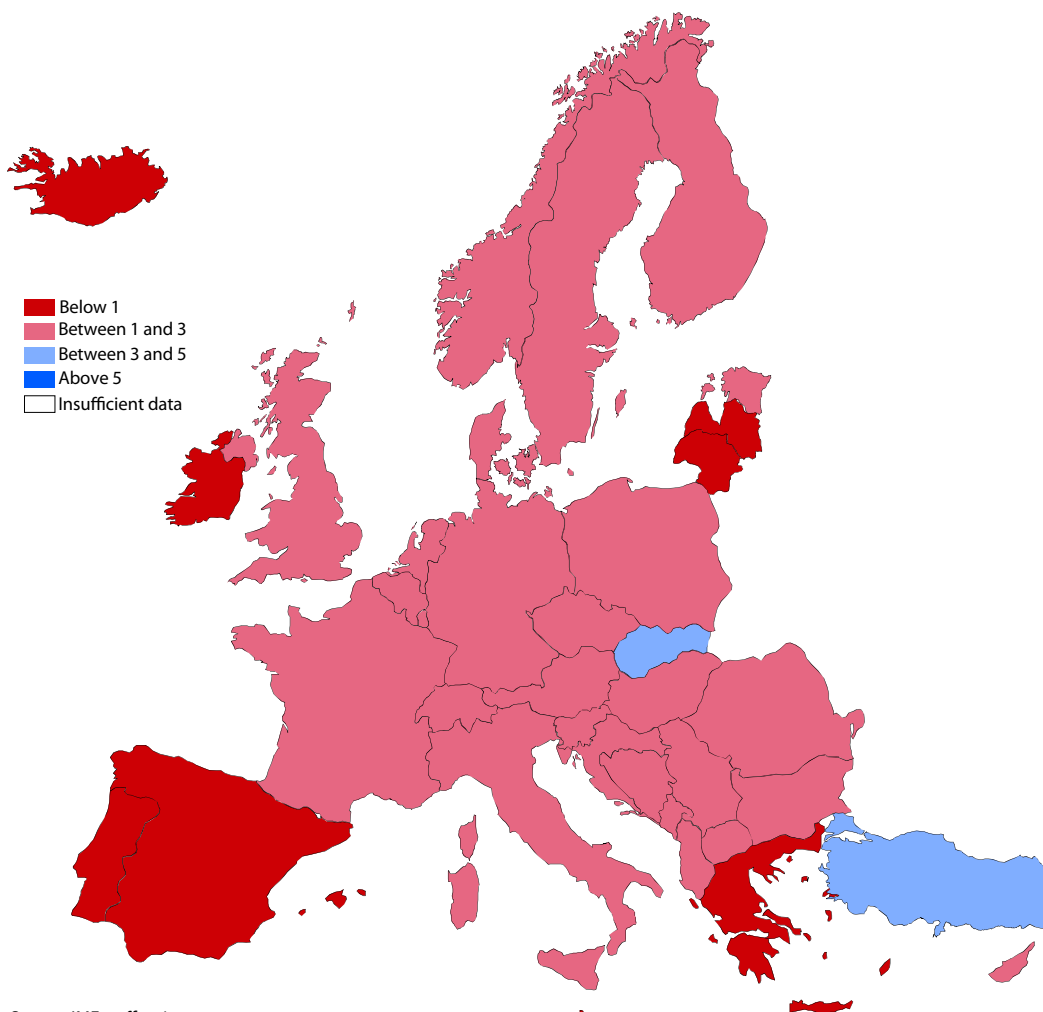 Below 1
Between 1 and 3
Between 3 and 5
Above 5
Insufficient data